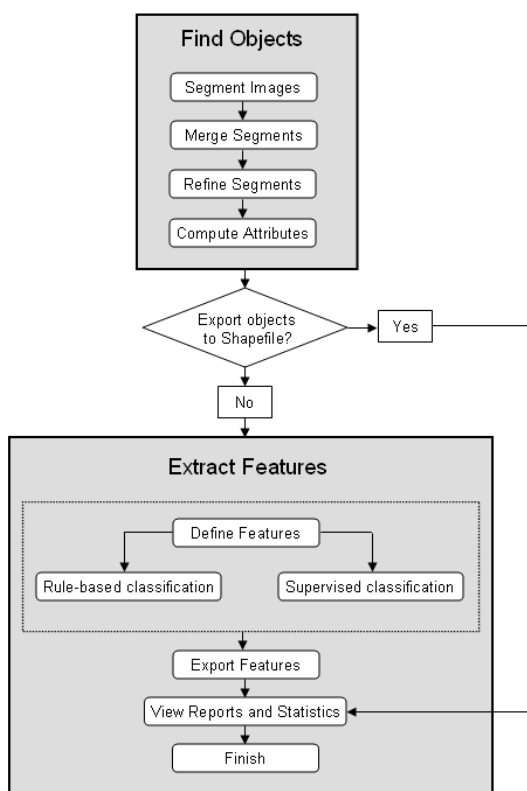 Find Objects
Segment Images
Merge Segments
Refine Segments
Compute Attributes
Export objects
to Shapefile?
Yes
No
Extract Features
Define Features
Rule-based classification
Supervised classification
Export Features
View Reports and Statistics
Finish